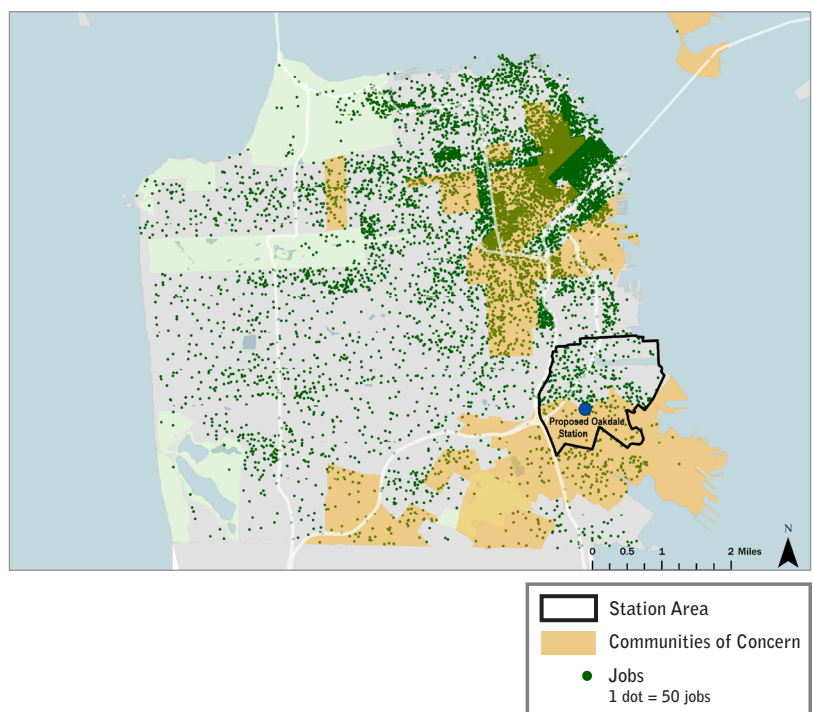 Proposed Oakdale
Station
N
0 0.5 1 2 Miles
Station Area
Communities of Concern
Jobs
1 dot = 50 jobs